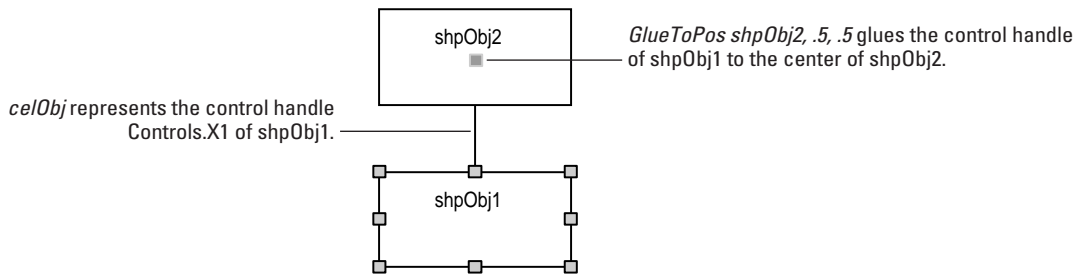 shpObj2
GlueToPos shpObj2, .5, .5 glues the control handle
of shpObj1 to the center of shpObj2.
celObj represents the control handle
Controls.X1 of shpObj1.
shpObj1